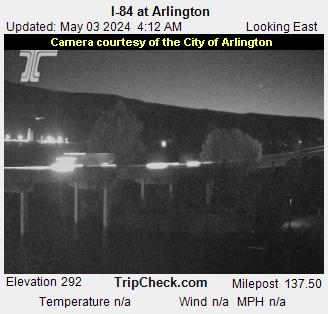 I-84 at Arlington
Updated: May 03 2024 4:12 AM Looking East
Camera courtesy of the City of Arlington
Elevation 292 TripCheck.com Milepost 137.50
Temperature n/a Wind n/a MPH n/a